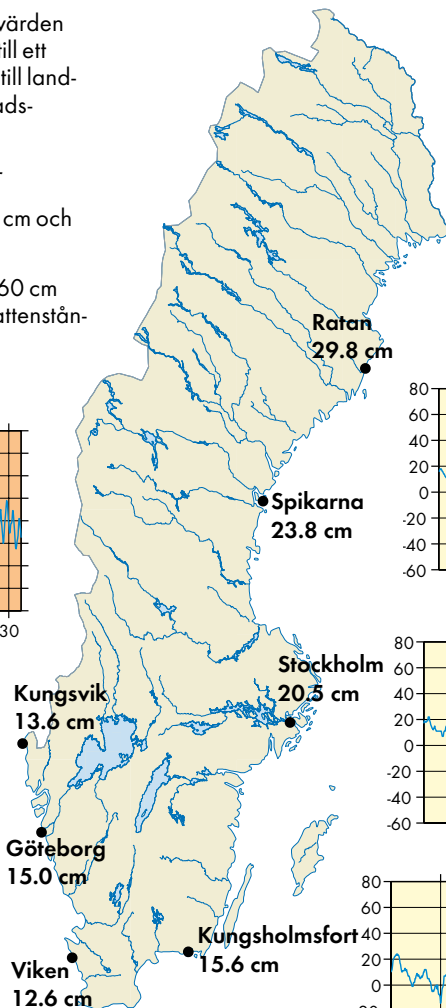 värden
till ett
till land-
ads-
cm och
60 cm
attenstån-
Ratan
29.8 cm
80
60
40
20
0
-20
-40
-60
Spikarna
23.8 cm
30
Stockholm
20.5 cm
80
60
40
20
0
-20
-40
-60
Kungsvik
13.6 cm
Göteborg
15.0 cm
Kungsholmsfort
15.6 cm
80
60
40
20
0
Viken
12.6 cm